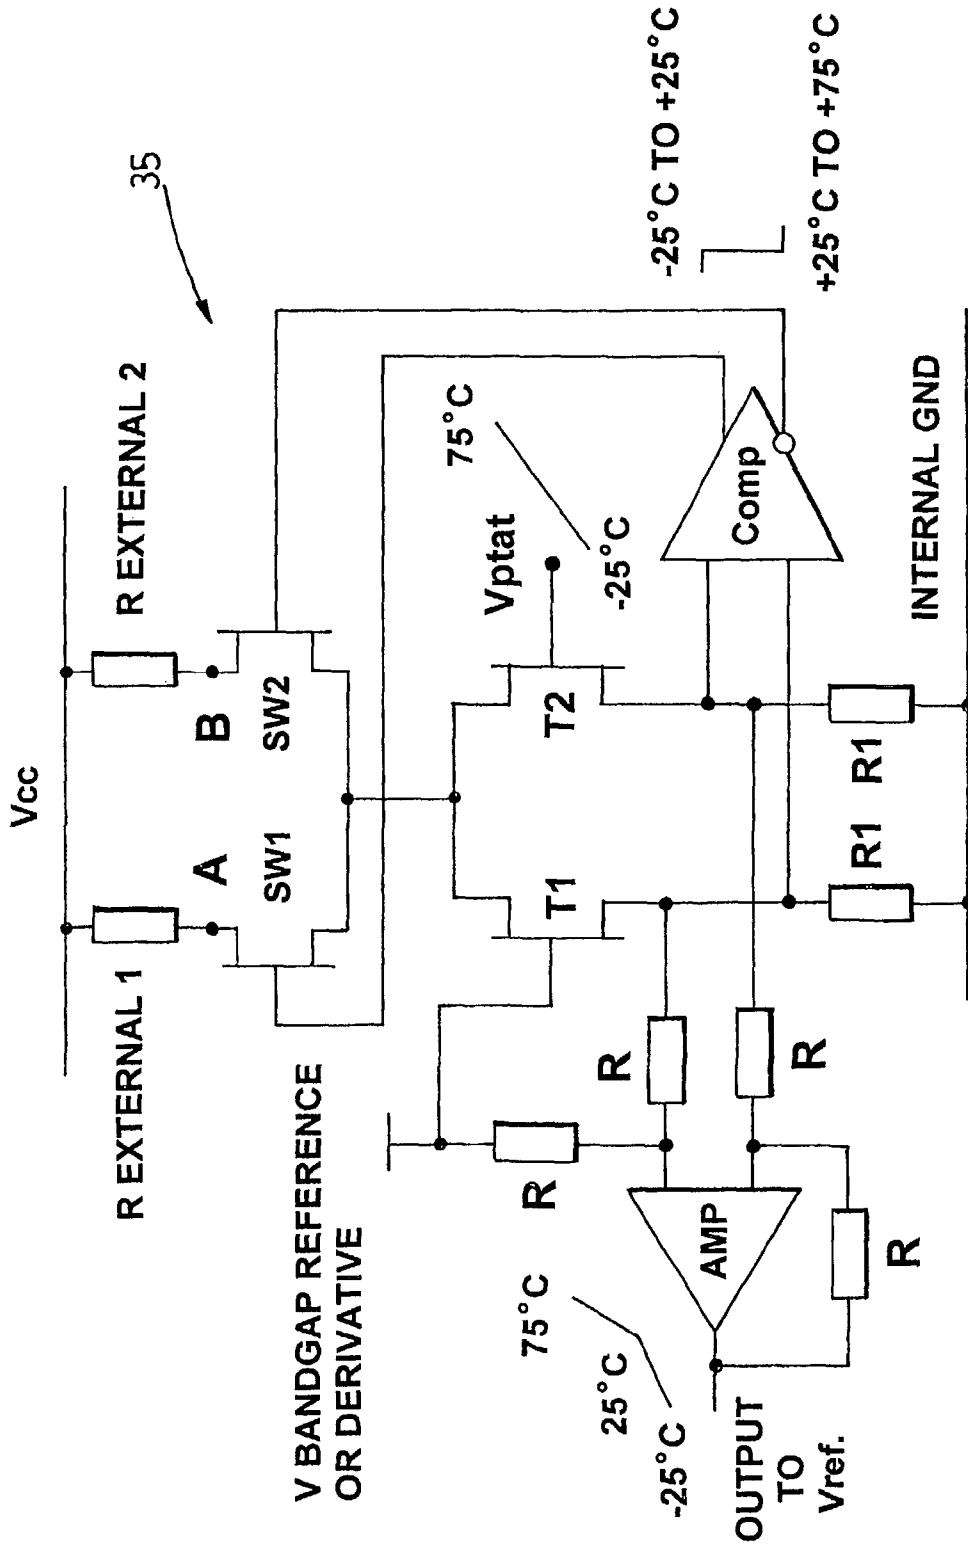 Vcc
35
R EXTERNAL 1
R EXTERNAL 2
A
B
SW1
SW2
V BANDGAP REFERENCE
OR DERIVATIVE
75°C
Vptat
-25°C
T1
T2
-25°C TO +25°C
+25°C TO +75°C
R
R
R
75°C
25°C
-25°C
AMP
Comp
OUTPUT
TO
Vref.
R
R1
R1
INTERNAL GND